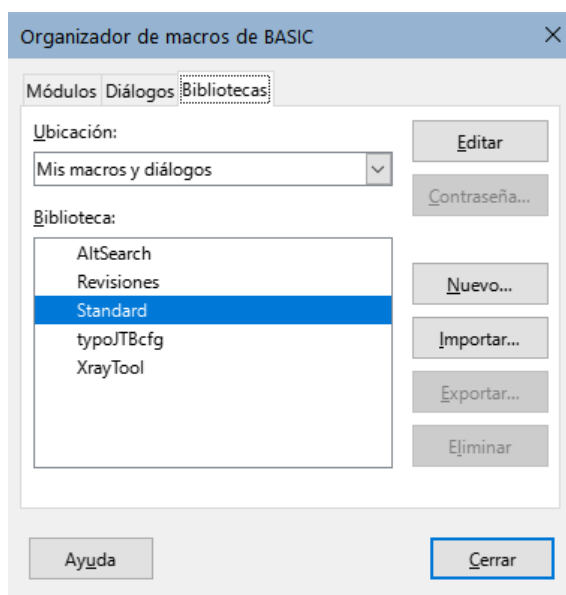 Organizador de macros de BASIC
Módulos Diálogos Bibliotecas
Ubicación:
Mis macros y diálogos
Biblioteca:
AltSearch
Revisiones
Standard
typoJTBcfg
XrayTool
Editar
Contraseña...
Nuevo...
Importar...
Exportar...
Eliminar
Ayuda
Cerrar